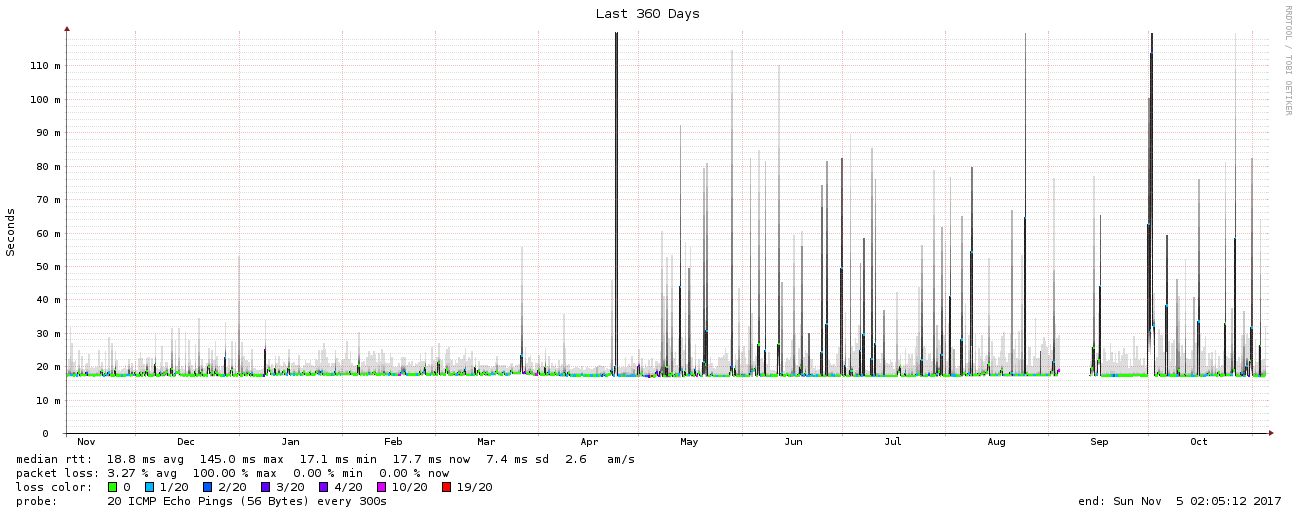 Last 360 Days
RRDTOOL / TOBI OETIKER
Seconds
110 m
100 m
90 m
80 m
70 m
60 m
50 m
40 m
30 m
20 m
10 m
0
Nov Dec Jan Feb Mar Apr May Jun Jul Aug Sep Oct
median rtt: 18.8 ms avg 145.0 ms max 17.1 ms min 17.7 ms now 7.4 ms sd 2.6 am/s
packet loss: 3.27 % avg 100.00 % max 0.00 % min 0.00 % now
loss color: 0 1/20 2/20 3/20 4/20 10/20 19/20
probe: 20 ICMP Echo Pings (56 Bytes) every 300s end: Sun Nov 5 02:05:12 2017